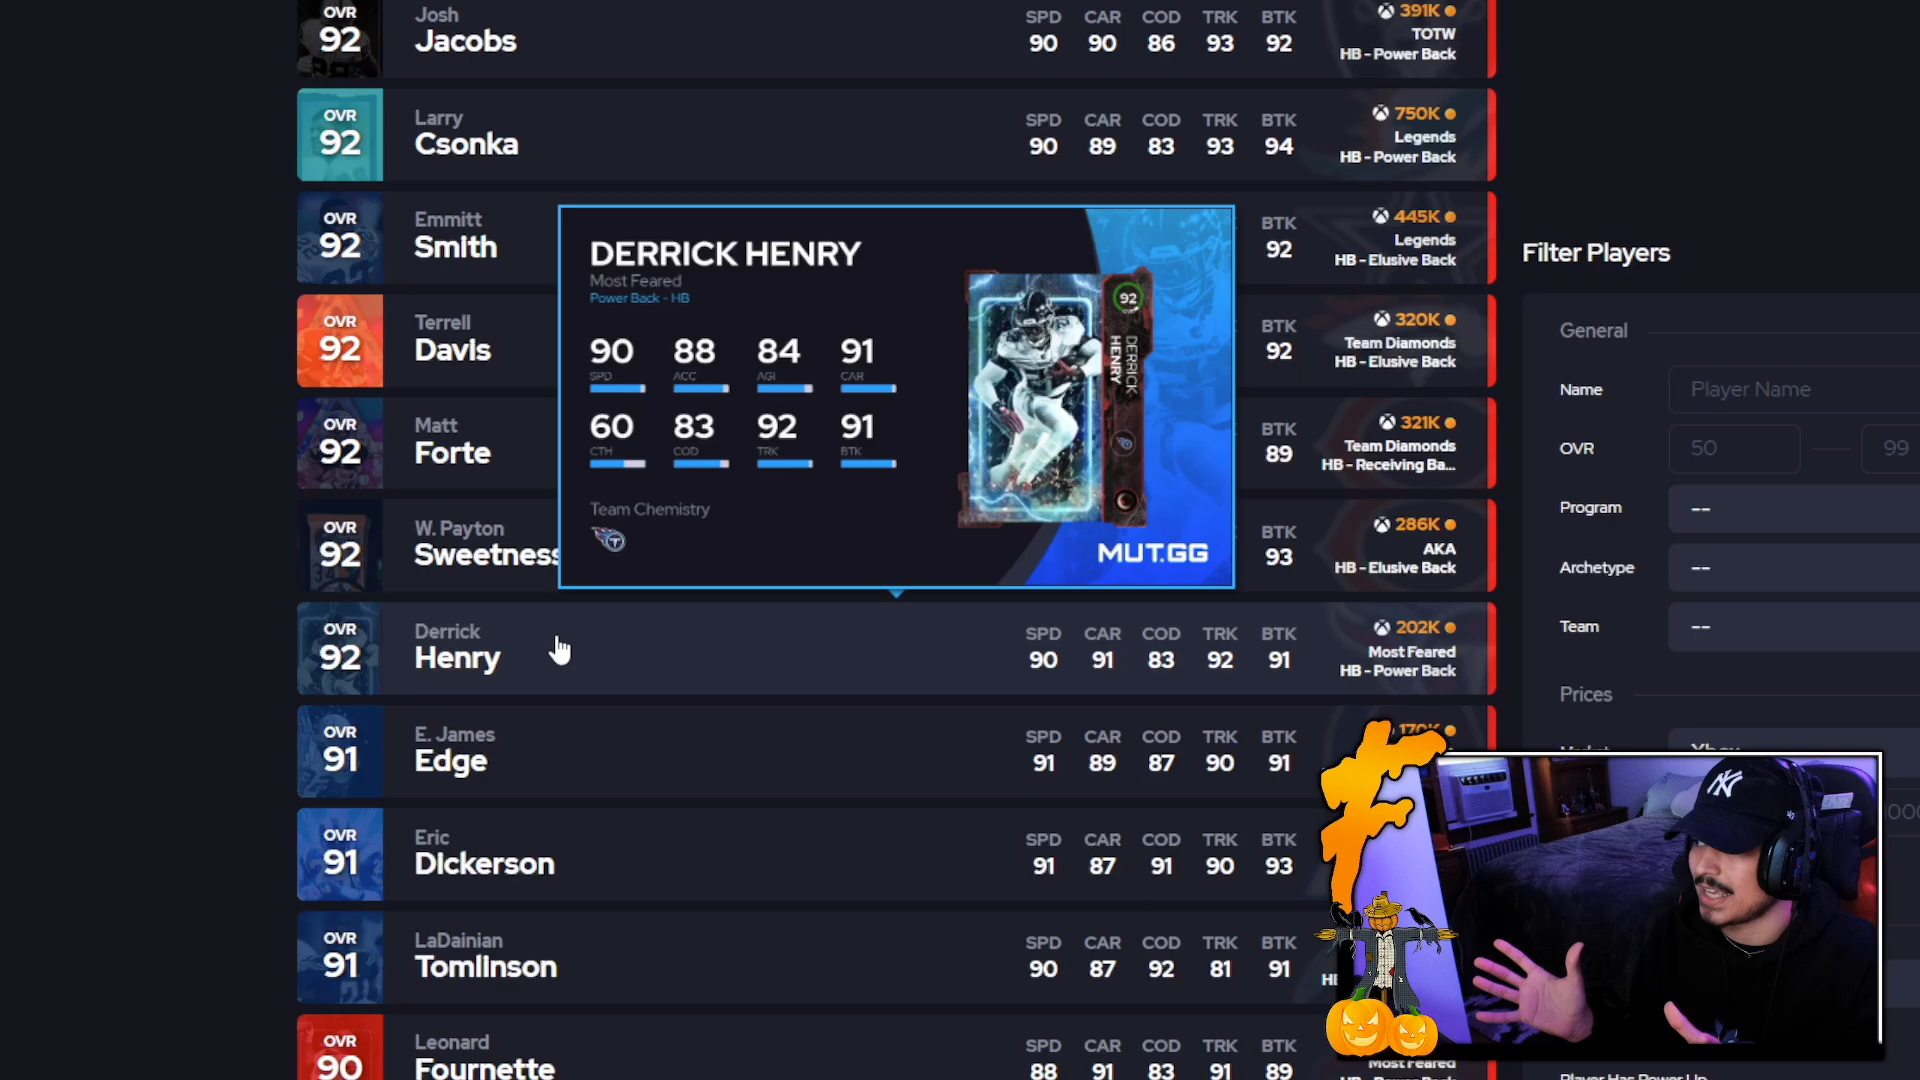 OVR
92
Josh
Jacobs
SPD CAR COD TRK BTK
90 90 86 93 92
391K
TOTW
HB - Power Back
OVR
92
Larry
Csonka
SPD CAR COD TRK BTK
90 89 83 93 94
750K
Legends
HB - Power Back
OVR
92
Emmitt
Smith
BTK
92
445K
Legends
HB - Elusive Back
OVR
92
Terrell
Davis
BTK
92
320K
Team Diamonds
HB - Elusive Back
OVR
92
Matt
Forte
BTK
89
321K
Team Diamonds
HB - Receiving Ba...
OVR
92
W. Payton
Sweetness
BTK
93
286K
AKA
HB - Elusive Back
DERRICK HENRY
Most Feared
Power Back - HB
90 88 84 91
SPD ACC AGI CAR
60 83 92 91
CTH COD TRK BTK
Team Chemistry
92
DERRICK
HENRY
MUT.GG
OVR
92
Derrick
Henry
SPD CAR COD TRK BTK
90 91 83 92 91
202K
Most Feared
HB - Power Back
OVR
91
E. James
Edge
SPD CAR COD TRK BTK
91 89 87 90 91
170K
OVR
91
Eric
Dickerson
SPD CAR COD TRK BTK
91 87 91 90 93
OVR
91
LaDainian
Tomlinson
SPD CAR COD TRK BTK
90 87 92 81 91
OVR
90
Leonard
Fournette
SPD CAR COD TRK BTK
88 91 83 91 89
Most Feared
Filter Players
General
Name Player Name
OVR 50 99
Program --
Archetype --
Team --
Prices
Market Xbox
Player Has Power Up
NY